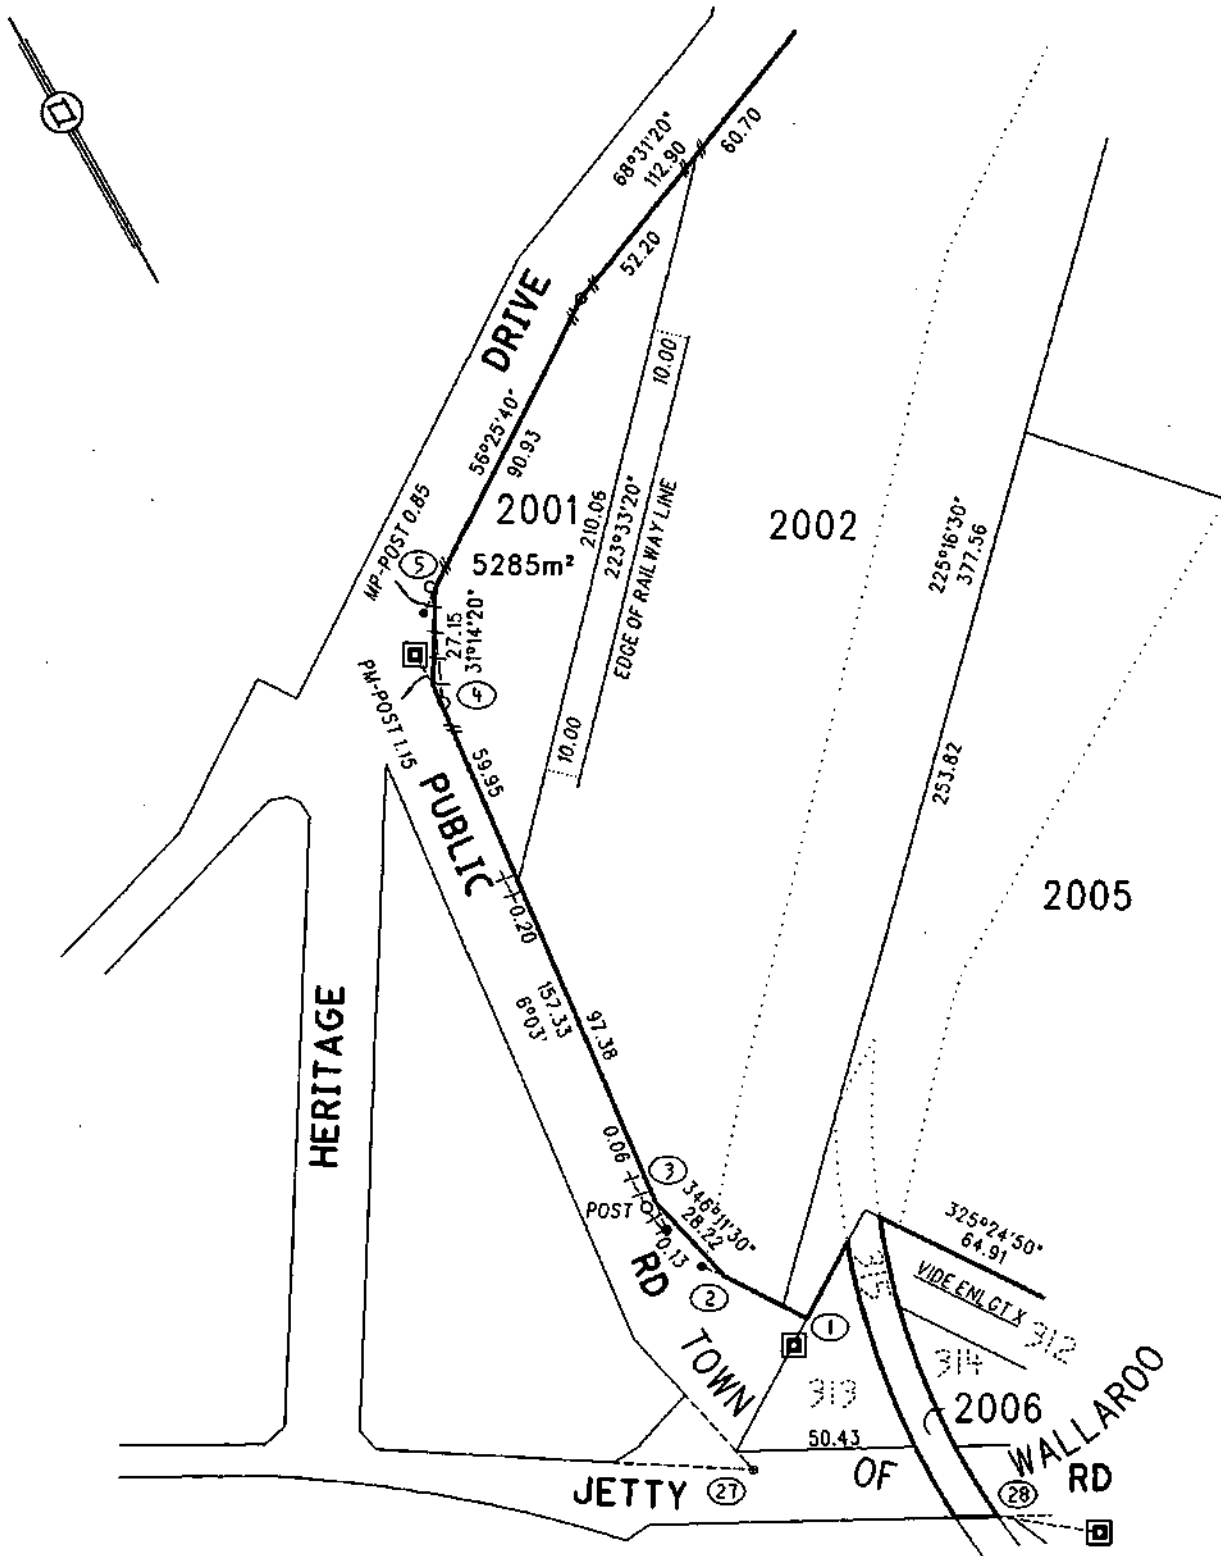 68°31'20"
112.90
60.70
52.20
DRIVE
10.00
56°25'40"
90.93
2001
5285m²
210.06
223°33'20"
EDGE OF RAILWAY LINE
10.00
2002
225°16'30"
377.56
253.82
2005
MP-POST 0.85
5
27.15
31°14'20"
4
PM-POST 1.15
59.95
PUBLIC
0.20
157.33
6°03'
97.38
HERITAGE
0.06
3
POST
0.13
346°11'30"
28.22
RD
2
1
325°24'50"
64.91
VIDE ENLGT X
315
312
314
313
TOWN
2006
50.43
OF
WALLAROO
JETTY
27
28
RD